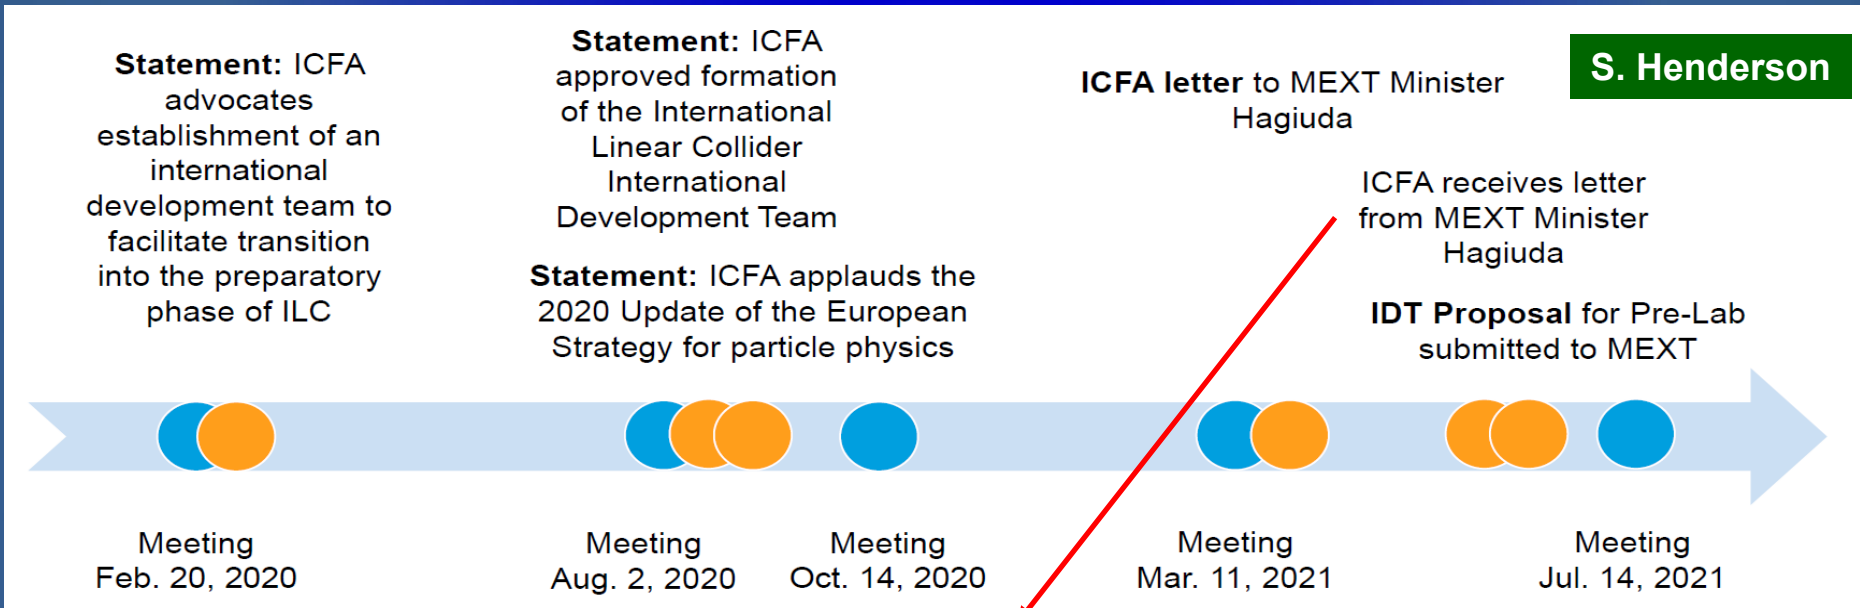 Statement: ICFA
advocates
establishment of an
international
development team to
facilitate transition
into the preparatory
phase of ILC
Statement: ICFA
approved formation
of the International
Linear Collider
International
Development Team
Statement: ICFA applauds the
2020 Update of the European
Strategy for particle physics
ICFA letter to MEXT Minister
Hagiuda
S. Henderson
ICFA receives letter
from MEXT Minister
Hagiuda
IDT Proposal for Pre-Lab
submitted to MEXT
Meeting
Feb. 20, 2020
Meeting
Aug. 2, 2020
Meeting
Oct. 14, 2020
Meeting
Mar. 11, 2021
Meeting
Jul. 14, 2021